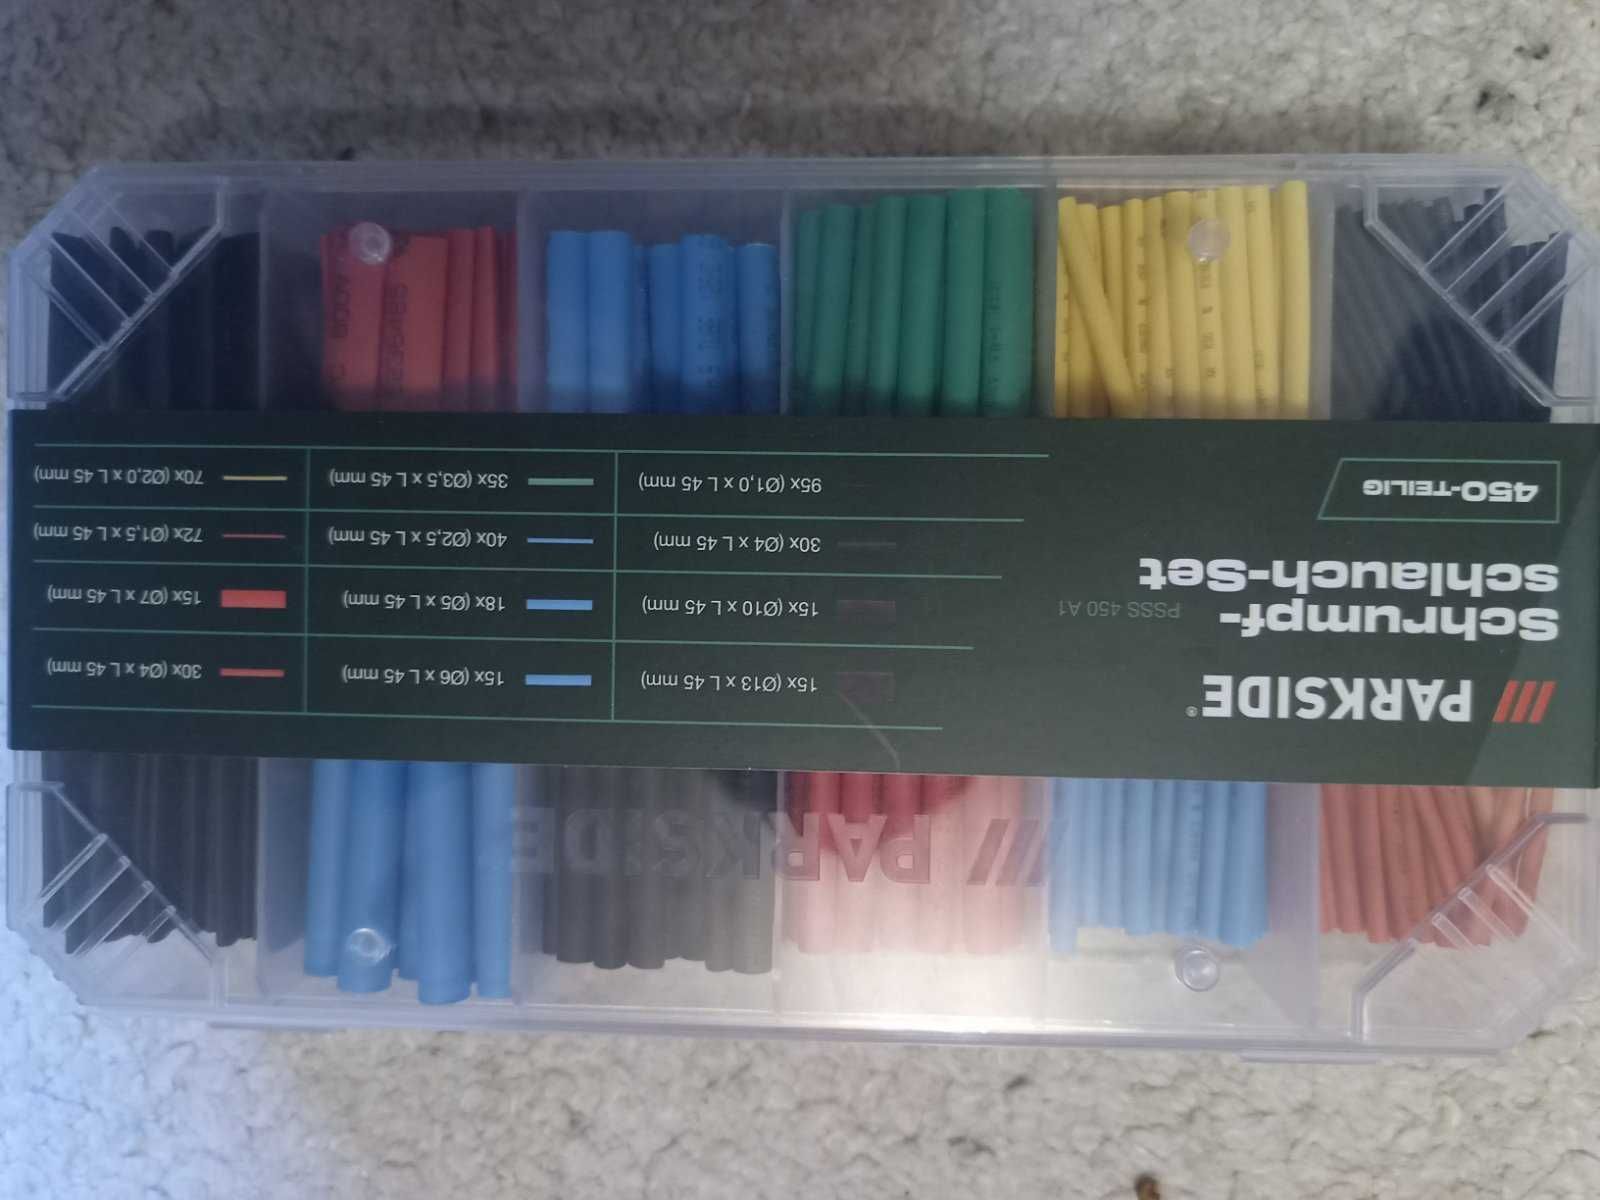 PARKSIDE®
Schrumpf-
schlauch-Set
PSSS 450 A1
450-TEILIG
15x (Ø13 x L 45 mm)
15x (Ø6 x L 45 mm)
30x (Ø4 x L 45 mm)
15x (Ø10 x L 45 mm)
18x (Ø5 x L 45 mm)
15x (Ø7 x L 45 mm)
30x (Ø4 x L 45 mm)
40x (Ø2,5 x L 45 mm)
72x (Ø1,5 x L 45 mm)
95x (Ø1,0 x L 45 mm)
35x (Ø3,5 x L 45 mm)
70x (Ø2,0 x L 45 mm)
PARKSIDE